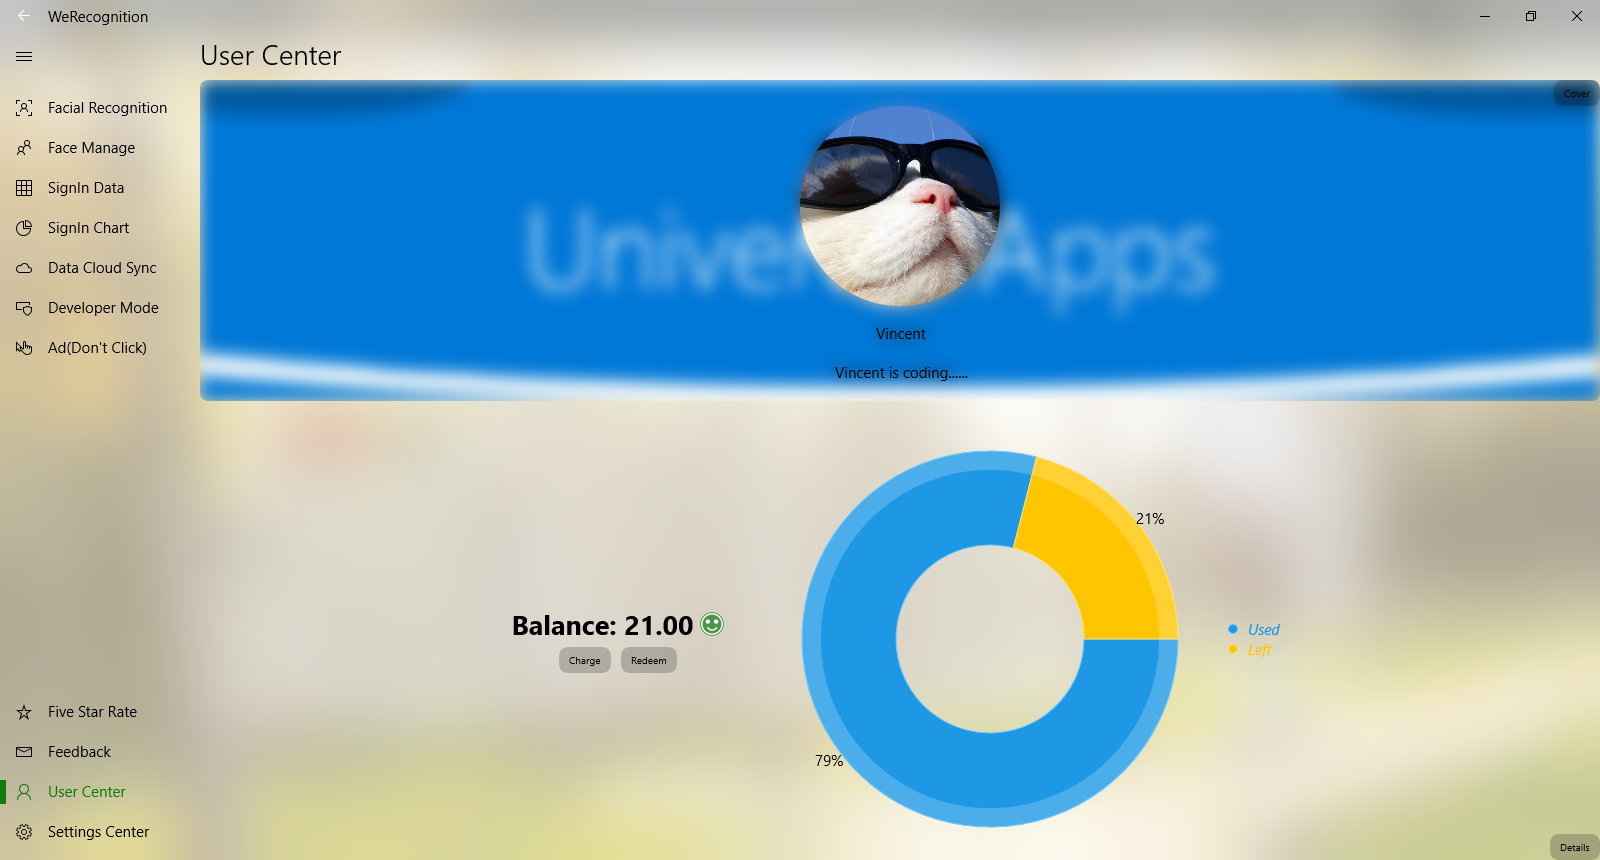 WeRecognition
User Center
Cover
Facial Recognition
Face Manage
SignIn Data
SignIn Chart
Data Cloud Sync
Developer Mode
Ad(Don't Click)
Apps
Vincent
Vincent is coding......
21%
Balance: 21.00
Charge
Redeem
Used
Left
79%
Five Star Rate
Feedback
User Center
Settings Center
Details